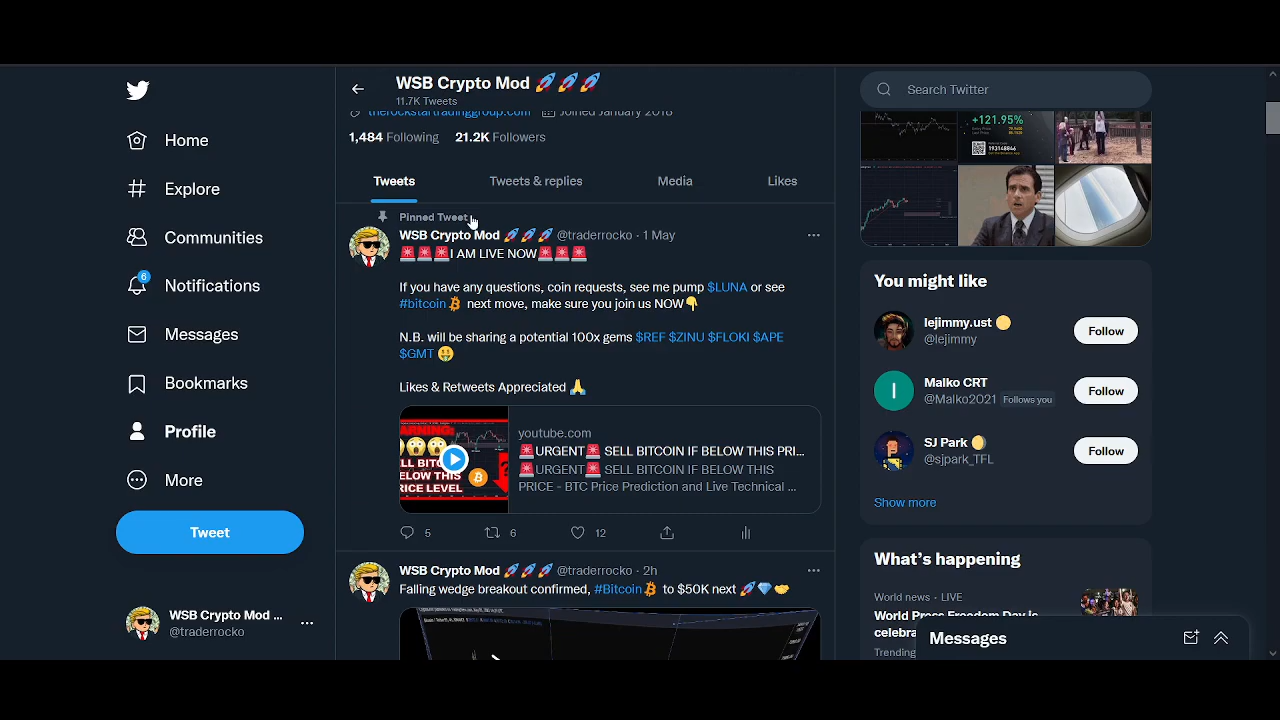 WSB Crypto Mod 🚀🚀🚀
11.7K Tweets
therockstartradinggroup.com Joined January 2018
1,484 Following 21.2K Followers
Tweets Tweets & replies Media Likes
Home
Explore
Communities
6
Notifications
Messages
Bookmarks
Profile
More
Tweet
WSB Crypto Mod ...
@traderrocko
Pinned Tweet
WSB Crypto Mod 🚀🚀🚀 @traderrocko · 1 May
🚨🚨🚨I AM LIVE NOW🚨🚨🚨
If you have any questions, coin requests, see me pump $LUNA or see
#bitcoin next move, make sure you join us NOW👇
N.B. will be sharing a potential 100x gems $REF $ZINU $FLOKI $APE
$GMT 🤑
Likes & Retweets Appreciated 🙏
BELOW THIS
PRICE LEVEL
youtube.com
🚨URGENT🚨 SELL BITCOIN IF BELOW THIS PRI...
🚨URGENT🚨 SELL BITCOIN IF BELOW THIS
PRICE - BTC Price Prediction and Live Technical ...
5 6 12
WSB Crypto Mod 🚀🚀🚀 @traderrocko · 2h
Falling wedge breakout confirmed, #Bitcoin to $50K next 🚀💎🤝
Search Twitter
+121.95%
993148846
You might like
lejimmy.ust
@lejimmy
Follow
I
Malko CRT
@Malko2021 Follows you
Follow
SJ Park
@sjpark_TFL
Follow
Show more
What's happening
World news · LIVE
World Press Freedom Day is
celebra
Trending
Messages